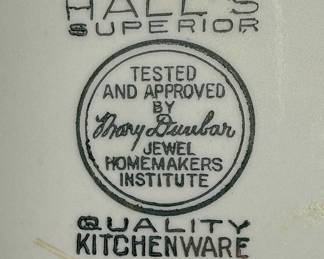 HALL'S
SUPERIOR
TESTED
AND APPROVED
BY
Mary Dunbar
JEWEL
HOMEMAKERS
INSTITUTE
QUALITY
KITCHENWARE